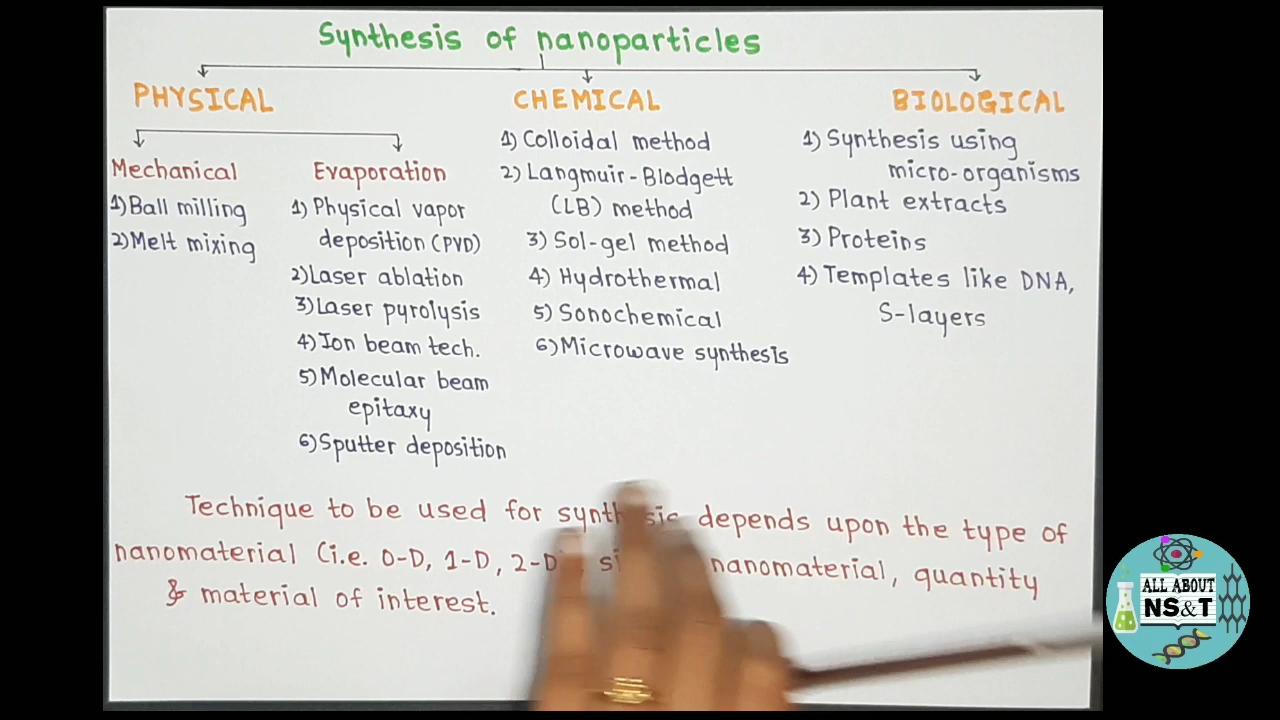 Synthesis of nanoparticles
PHYSICAL
Mechanical
1) Ball milling
2) Melt mixing
Evaporation
1) Physical vapor
deposition (PVD)
2) Laser ablation
3) Laser pyrolysis
4) Ion beam tech.
5) Molecular beam
epitaxy
6) Sputter deposition
CHEMICAL
1) Colloidal method
2) Langmuir-Blodgett
(LB) method
3) Sol-gel method
4) Hydrothermal
5) Sonochemical
6) Microwave synthesis
BIOLOGICAL
1) Synthesis using
micro-organisms
2) Plant extracts
3) Proteins
4) Templates like DNA,
S-layers
Technique to be used for synthesis depends upon the type of
nanomaterial (i.e. 0-D, 1-D, 2-D nanomaterial, quantity
& material of interest.
ALL ABOUT
NS&T